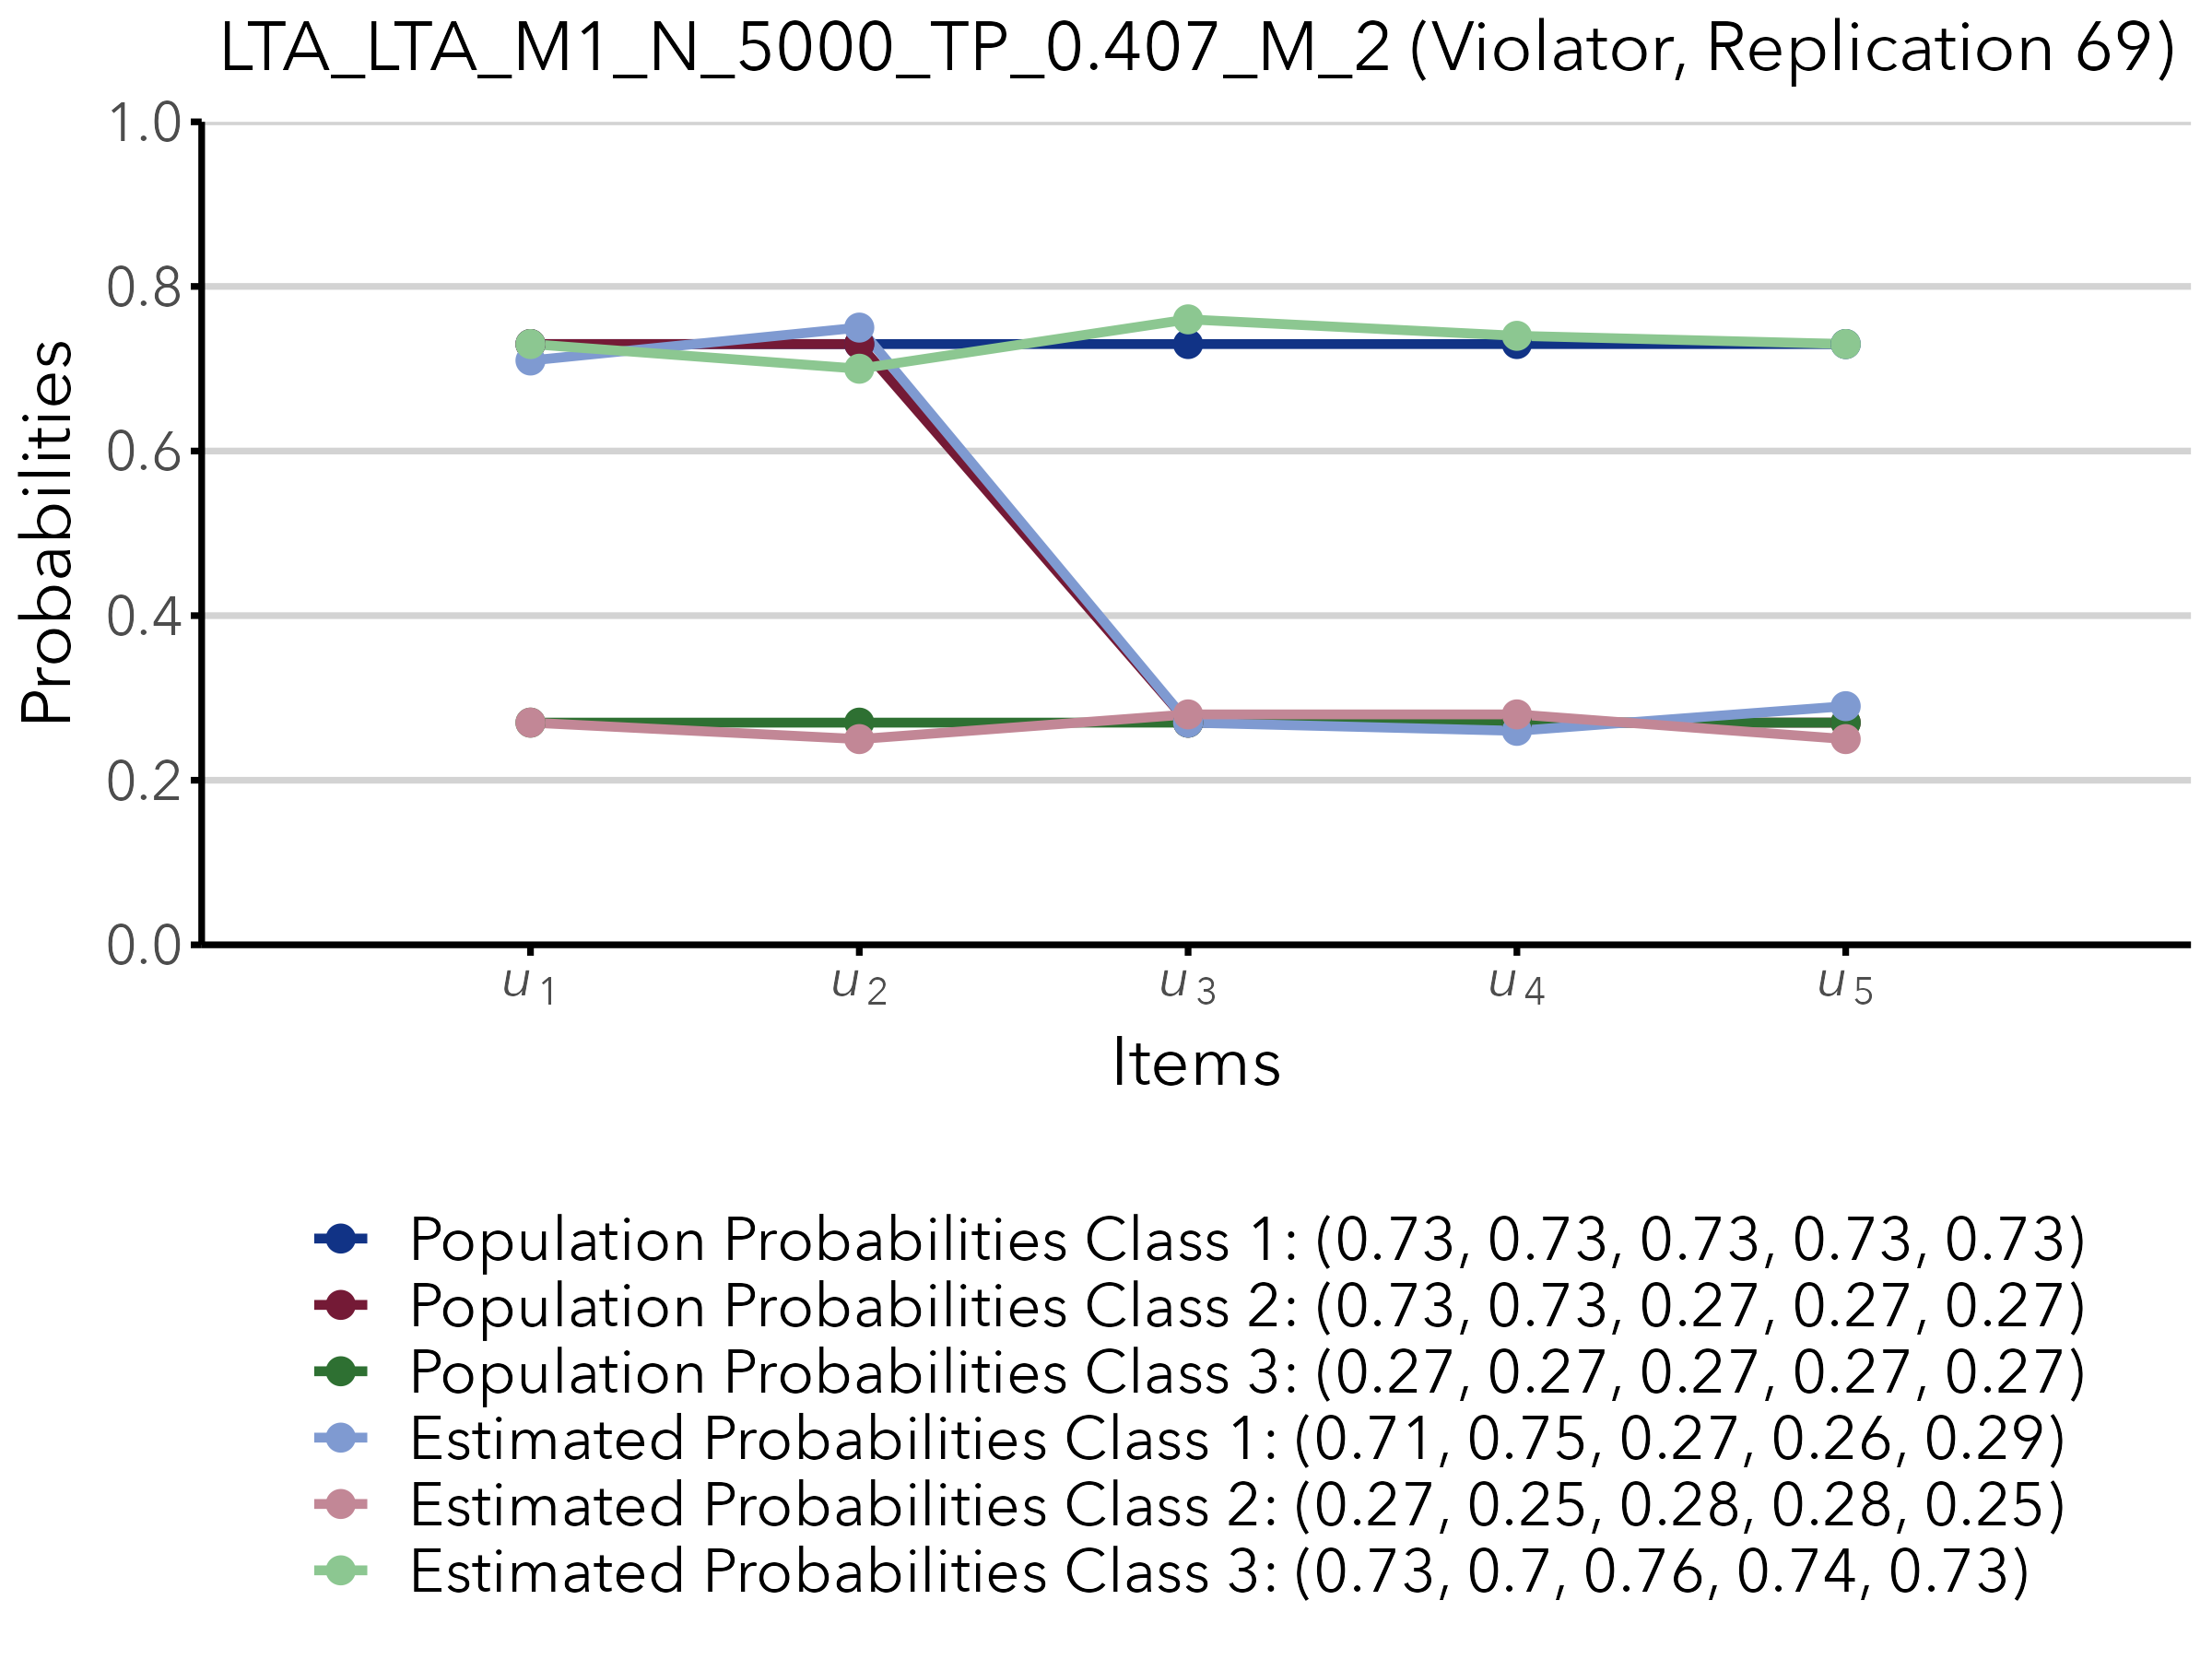 LTA_LTA_M1_N_5000_TP_0.407_M_2 (Violator, Replication 69)
1.0
0.8
0.6
0.4
0.2
0.0
Probabilities
u1 u2 u3 u4 u5
Items
Population Probabilities Class 1: (0.73, 0.73, 0.73, 0.73, 0.73)
Population Probabilities Class 2: (0.73, 0.73, 0.27, 0.27, 0.27)
Population Probabilities Class 3: (0.27, 0.27, 0.27, 0.27, 0.27)
Estimated Probabilities Class 1: (0.71, 0.75, 0.27, 0.26, 0.29)
Estimated Probabilities Class 2: (0.27, 0.25, 0.28, 0.28, 0.25)
Estimated Probabilities Class 3: (0.73, 0.7, 0.76, 0.74, 0.73)